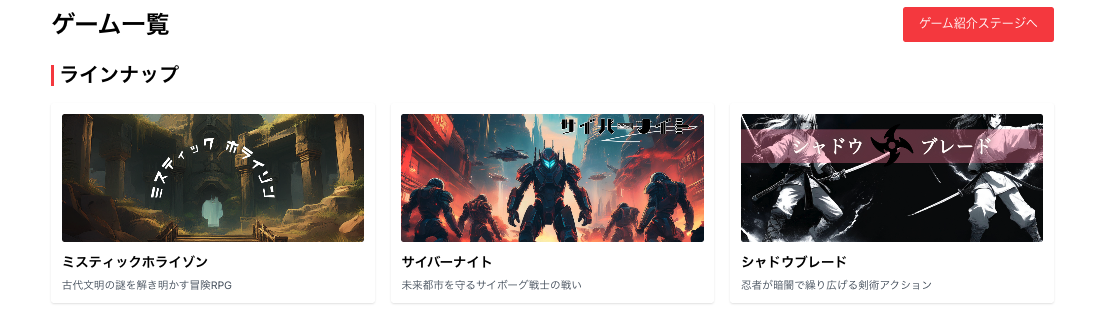 ゲーム一覧
ゲーム紹介ステージへ
ラインナップ
ミスティック ホライゾン
サイバーナイト
シャドウ ブレード
ミスティックホライゾン
古代文明の謎を解き明かす冒険RPG
サイバーナイト
未来都市を守るサイボーグ戦士の戦い
シャドウブレード
忍者が暗闇で繰り広げる剣術アクション